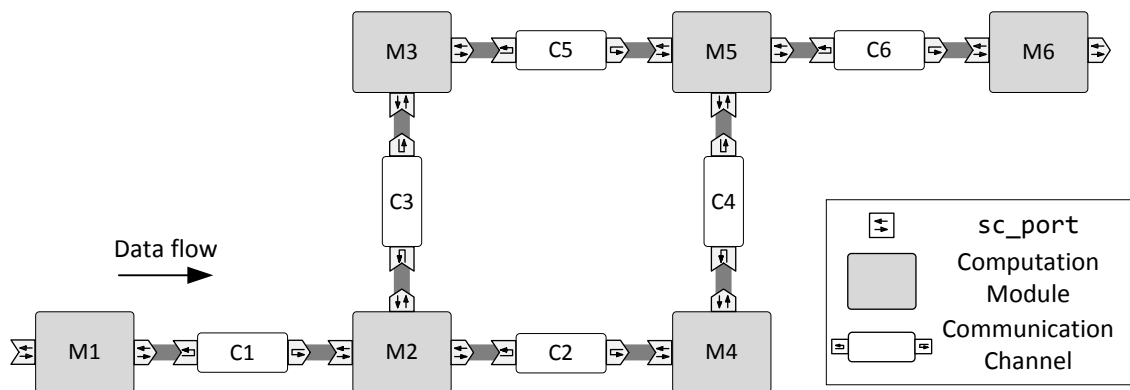 M3
C5
M5
C6
M6
C3
C4
Data flow
M1
C1
M2
C2
M4
sc_port
Computation
Module
Communication
Channel